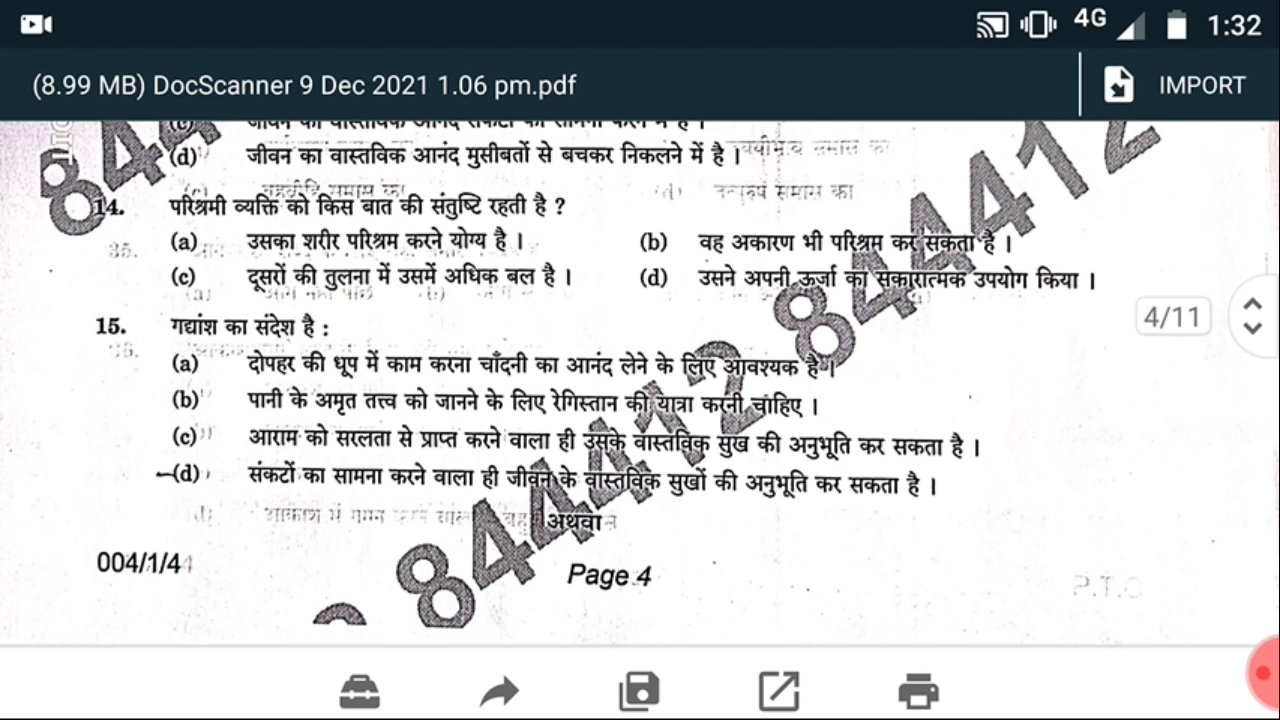 4G 1:32
(8.99 MB) DocScanner 9 Dec 2021 1.06 pm.pdf IMPORT
(d) जीवन का वास्तविक आनंद मुसीबतों से बचकर निकलने में है ।
14. परिश्रमी व्यक्ति को किस बात की संतुष्टि रहती है ?
(a) उसका शरीर परिश्रम करने योग्य है । (b) वह अकारण भी परिश्रम कर सकता है ।
(c) दूसरों की तुलना में उसमें अधिक बल है । (d) उसने अपनी ऊर्जा का सकारात्मक उपयोग किया ।
4/11
15. गद्यांश का संदेश है :
(a) दोपहर की धूप में काम करना चाँदनी का आनंद लेने के लिए आवश्यक है ।
(b) पानी के अमृत तत्त्व को जानने के लिए रेगिस्तान की यात्रा करनी चाहिए ।
(c) आराम को सरलता से प्राप्त करने वाला ही उसके वास्तविक सुख की अनुभूति कर सकता है ।
(d) संकटों का सामना करने वाला ही जीवन के वास्तविक सुखों की अनुभूति कर सकता है ।
अथवा
004/1/4 Page 4
P.T.O
844412 844412